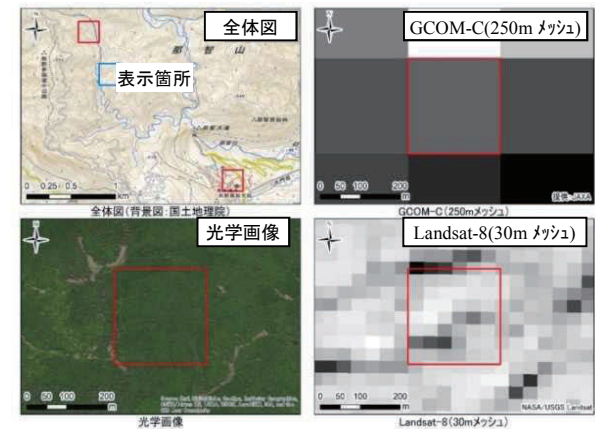 全体図
表示箇所
那智山
0 0.25 0.5 1
km
全体図(背景図:国土地理院)
GCOM-C(250m メッシュ)
0 50 100 200
m
提供:JAXA
GCOM-C(250mメッシュ)
光学画像
0 50 100 200
m
光学画像
Landsat-8(30m メッシュ)
0 50 100 200
m
NASA/USGS Landsat
Landsat-8(30mメッシュ)